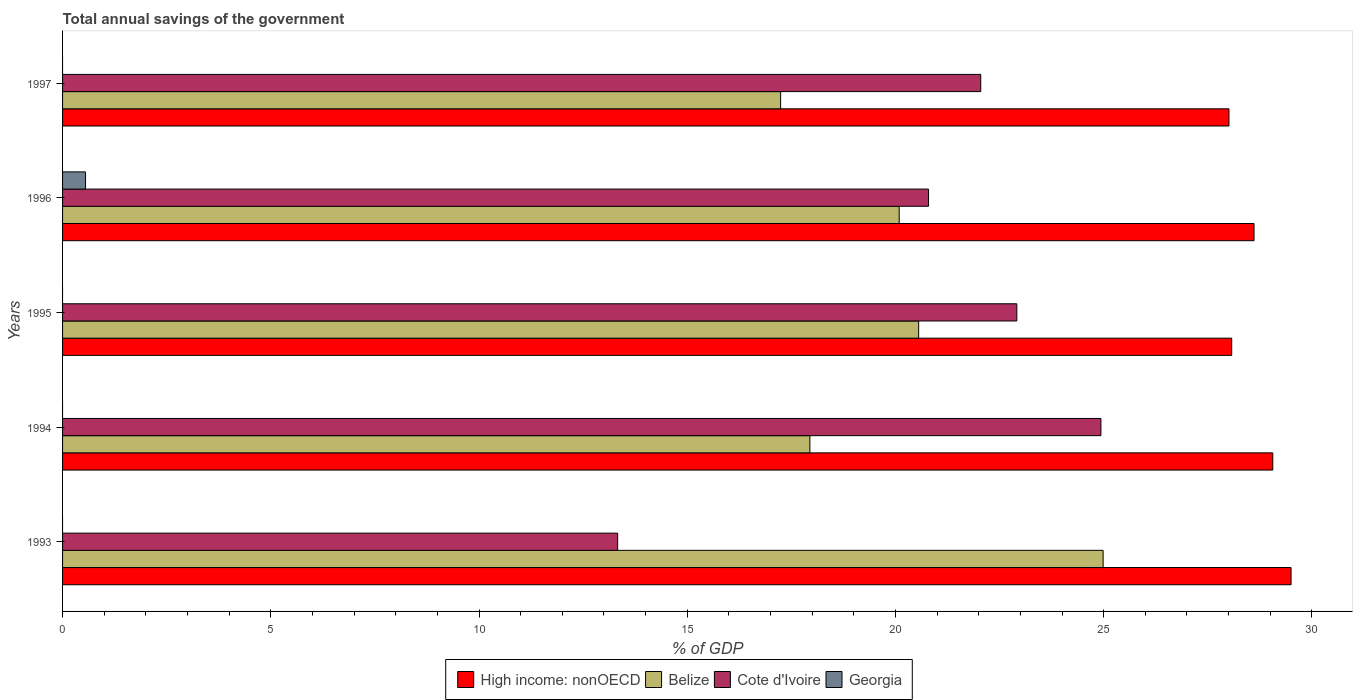 Total annual savings of the government
1997
1996
1995
1994
1993
Years
0 5 10 15 20 25 30
% of GDP
High income: nonOECD Belize Cote d'Ivoire Georgia